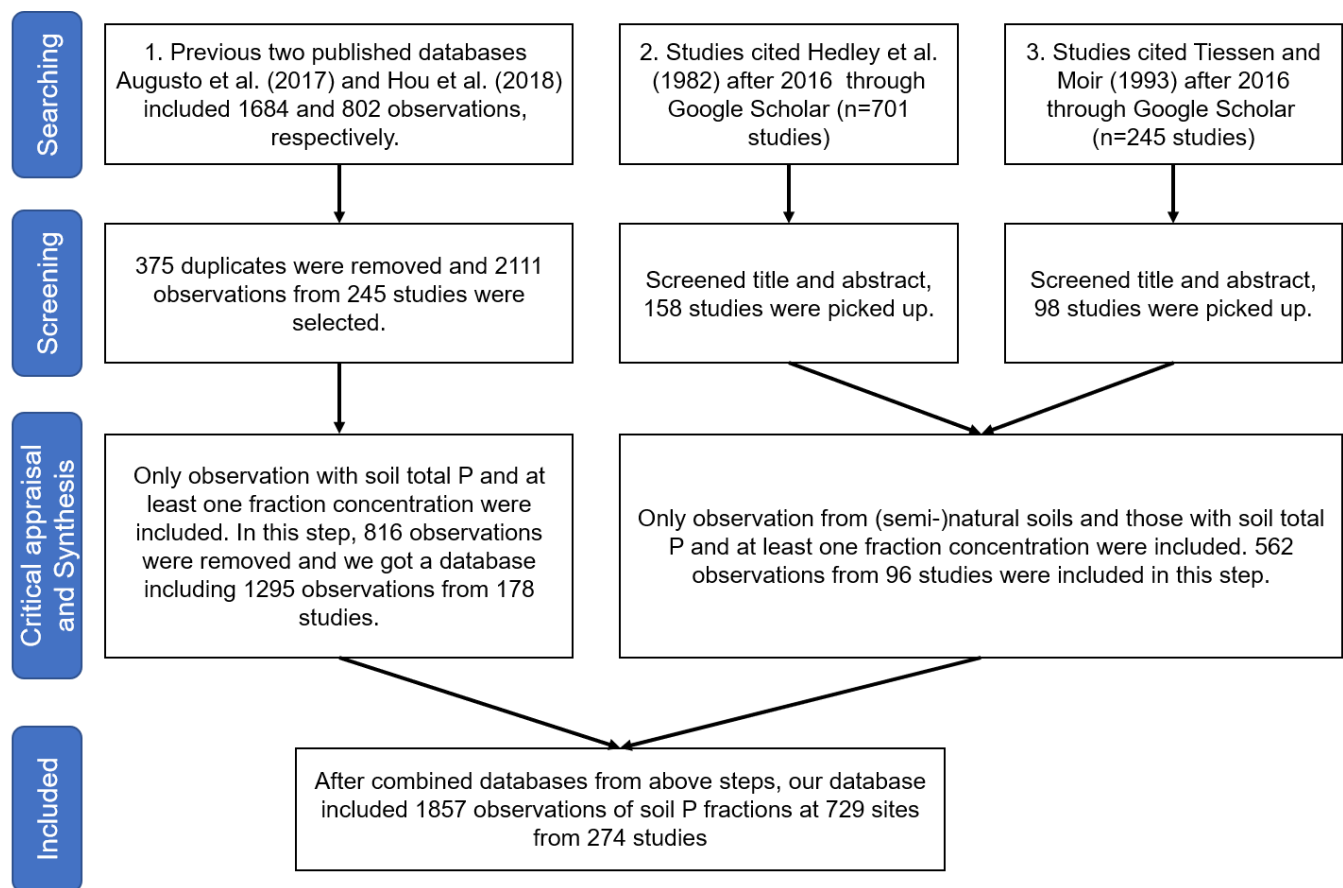 Searching
1. Previous two published databases
Augusto et al. (2017) and Hou et al. (2018)
included 1684 and 802 observations,
respectively.
2. Studies cited Hedley et al.
(1982) after 2016 through
Google Scholar (n=701
studies)
3. Studies cited Tiessen and
Moir (1993) after 2016
through Google Scholar
(n=245 studies)
Screening
375 duplicates were removed and 2111
observations from 245 studies were
selected.
Screened title and abstract,
158 studies were picked up.
Screened title and abstract,
98 studies were picked up.
Critical appraisal
and Synthesis
Only observation with soil total P and at
least one fraction concentration were
included. In this step, 816 observations
were removed and we got a database
including 1295 observations from 178
studies.
Only observation from (semi-)natural soils and those with soil total
P and at least one fraction concentration were included. 562
observations from 96 studies were included in this step.
Included
After combined databases from above steps, our database
included 1857 observations of soil P fractions at 729 sites
from 274 studies